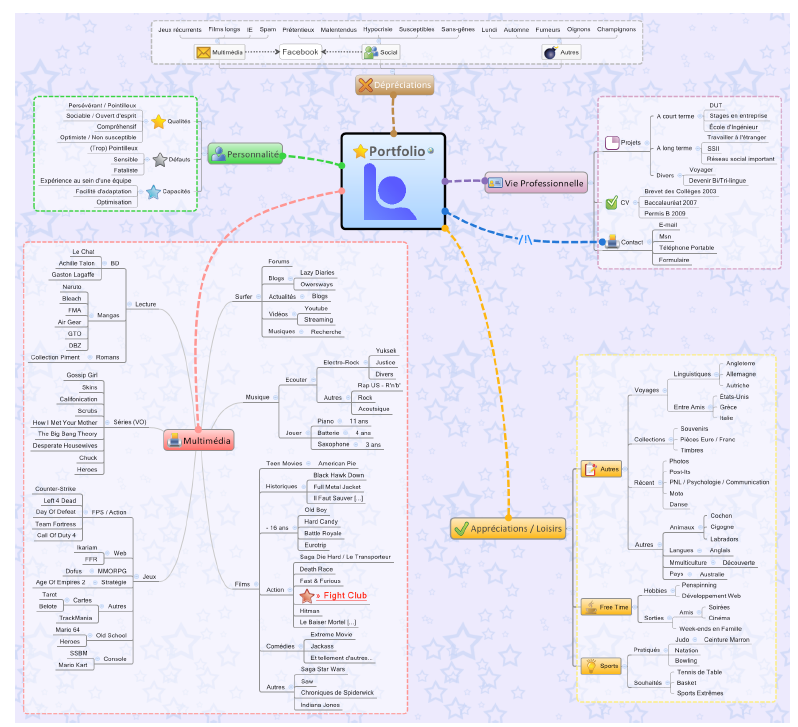 Jeux récurrents Films longs IE Spam Prétentieux Malentendus Hypocrisie Susceptibles Sans-gênes Lundi Automne Fumeurs Oignons Champignons
Multimédia Facebook Social Autres
Dépréciations
Portfolio
Personnalité
Qualités
Persévérant / Pointilleux
Sociable / Ouvert d'esprit
Compréhensif
Optimiste / Non susceptible
Défauts
(Trop) Pointilleux
Sensible
Fataliste
Capacités
Expérience au sein d'une équipe
Facilité d'adaptation
Optimisation
Vie Professionnelle
Projets
A court terme
DUT
Stages en entreprise
École d'Ingénieur
A long terme
Travailler à l'étranger
SSII
Réseau social important
Divers
Voyager
Devenir Bi/Tri-lingue
CV
Brevet des Collèges 2003
Baccalauréat 2007
Permis B 2009
/!\
Contact
E-mail
Msn
Téléphone Portable
Formulaire
Multimédia
Lecture
BD
Le Chat
Achille Talon
Gaston Lagaffe
Mangas
Naruto
Bleach
FMA
Air Gear
GTO
DBZ
Romans
Collection Piment
Séries (VO)
Gossip Girl
Skins
Californication
Scrubs
How I Met Your Mother
The Big Bang Theory
Desperate Housewives
Chuck
Heroes
Jeux
FPS / Action
Counter-Strike
Left 4 Dead
Day Of Defeat
Team Fortress
Call Of Duty 4
Web
Ikariam
FFR
MMORPG
Dofus
Stratégie
Age Of Empires 2
Autres
Cartes
Tarot
Belote
TrackMania
Old School
Mario 64
Heroes
Console
SSBM
Mario Kart
Surfer
Forums
Blogs
Lazy Diaries
Owersways
Actualités Blogs
Vidéos
Youtube
Streaming
Musiques Recherche
Musique
Ecouter
Electro-Rock
Yuksek
Justice
Divers
Autres
Rap US - R'n'b'
Rock
Acoustique
Jouer
Piano 11 ans
Batterie 4 ans
Saxophone 3 ans
Films
Teen Movies American Pie
Historiques
Black Hawk Down
Full Metal Jacket
Il Faut Sauver [...]
- 16 ans
Old Boy
Hard Candy
Battle Royale
Eurotrip
Action
Saga Die Hard / Le Transporteur
Death Race
Fast & Furious
» Fight Club
Hitman
Le Baiser Mortel [...]
Comédies
Extreme Movie
Jackass
Et tellement d'autres...
Autres
Saga Star Wars
Saw
Chroniques de Spiderwick
Indiana Jones
Appréciations / Loisirs
Autres
Voyages
Linguistiques
Angleterre
Allemagne
Autriche
Entre Amis
États-Unis
Grèce
Italie
Collections
Souvenirs
Pièces Euro / Franc
Timbres
Récent
Photos
Post-Its
PNL / Psychologie / Communication
Moto
Danse
Autres
Animaux
Cochon
Cigogne
Labradors
Langues Anglais
Mmulticulture Découverte
Pays Australie
Free Time
Hobbies
Penspinning
Développement Web
Sorties
Amis
Soirées
Cinéma
Week-ends en Famille
Sports
Pratiqués
Judo Ceinture Marron
Natation
Bowling
Souhaités
Tennis de Table
Basket
Sports Extrêmes